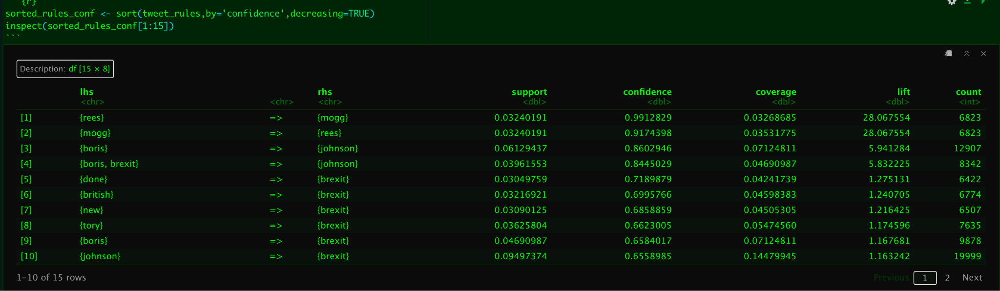 {r}
sorted_rules_conf <- sort(tweet_rules,by='confidence',decreasing=TRUE)
inspect(sorted_rules_conf[1:15])
```
Description: df [15 × 8]
lhs rhs support confidence coverage lift count
<chr> <chr> <chr> <dbl> <dbl> <dbl> <dbl> <int>
[1] {rees} => {mogg} 0.03240191 0.9912829 0.03268685 28.067554 6823
[2] {mogg} => {rees} 0.03240191 0.9174398 0.03531775 28.067554 6823
[3] {boris} => {johnson} 0.06129437 0.8602946 0.07124811 5.941284 12907
[4] {boris, brexit} => {johnson} 0.03961553 0.8445029 0.04690987 5.832225 8342
[5] {done} => {brexit} 0.03049759 0.7189879 0.04241739 1.275131 6422
[6] {british} => {brexit} 0.03216921 0.6995766 0.04598383 1.240705 6774
[7] {new} => {brexit} 0.03090125 0.6858859 0.04505305 1.216425 6507
[8] {tory} => {brexit} 0.03625804 0.6623005 0.05474560 1.174596 7635
[9] {boris} => {brexit} 0.04690987 0.6584017 0.07124811 1.167681 9878
[10] {johnson} => {brexit} 0.09497374 0.6558985 0.14479945 1.163242 19999
1-10 of 15 rows Previous 1 2 Next